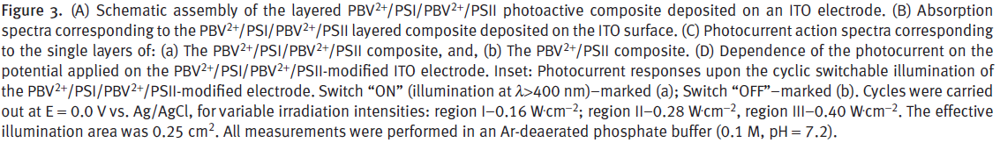 Figure 3. (A) Schematic assembly of the layered PBV²⁺/PSI/PBV²⁺/PSII photoactive composite deposited on an ITO electrode. (B) Absorption
spectra corresponding to the PBV²⁺/PSI/PBV²⁺/PSII layered composite deposited on the ITO surface. (C) Photocurrent action spectra corresponding
to the single layers of: (a) The PBV²⁺/PSI/PBV²⁺/PSII composite, and, (b) The PBV²⁺/PSII composite. (D) Dependence of the photocurrent on the
potential applied on the PBV²⁺/PSI/PBV²⁺/PSII-modified ITO electrode. Inset: Photocurrent responses upon the cyclic switchable illumination of
the PBV²⁺/PSI/PBV²⁺/PSII-modified electrode. Switch “ON” (illumination at λ>400 nm)–marked (a); Switch “OFF”–marked (b). Cycles were carried
out at E = 0.0 V vs. Ag/AgCl, for variable irradiation intensities: region I–0.16 W·cm⁻²; region II–0.28 W·cm⁻², region III–0.40 W·cm⁻². The effective
illumination area was 0.25 cm². All measurements were performed in an Ar-deaerated phosphate buffer (0.1 M, pH = 7.2).